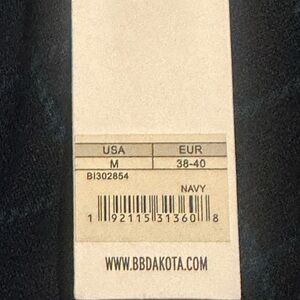 USA EUR
M 38-40
BI302854
NAVY
1 92115 31360 8
WWW.BBDAKOTA.COM